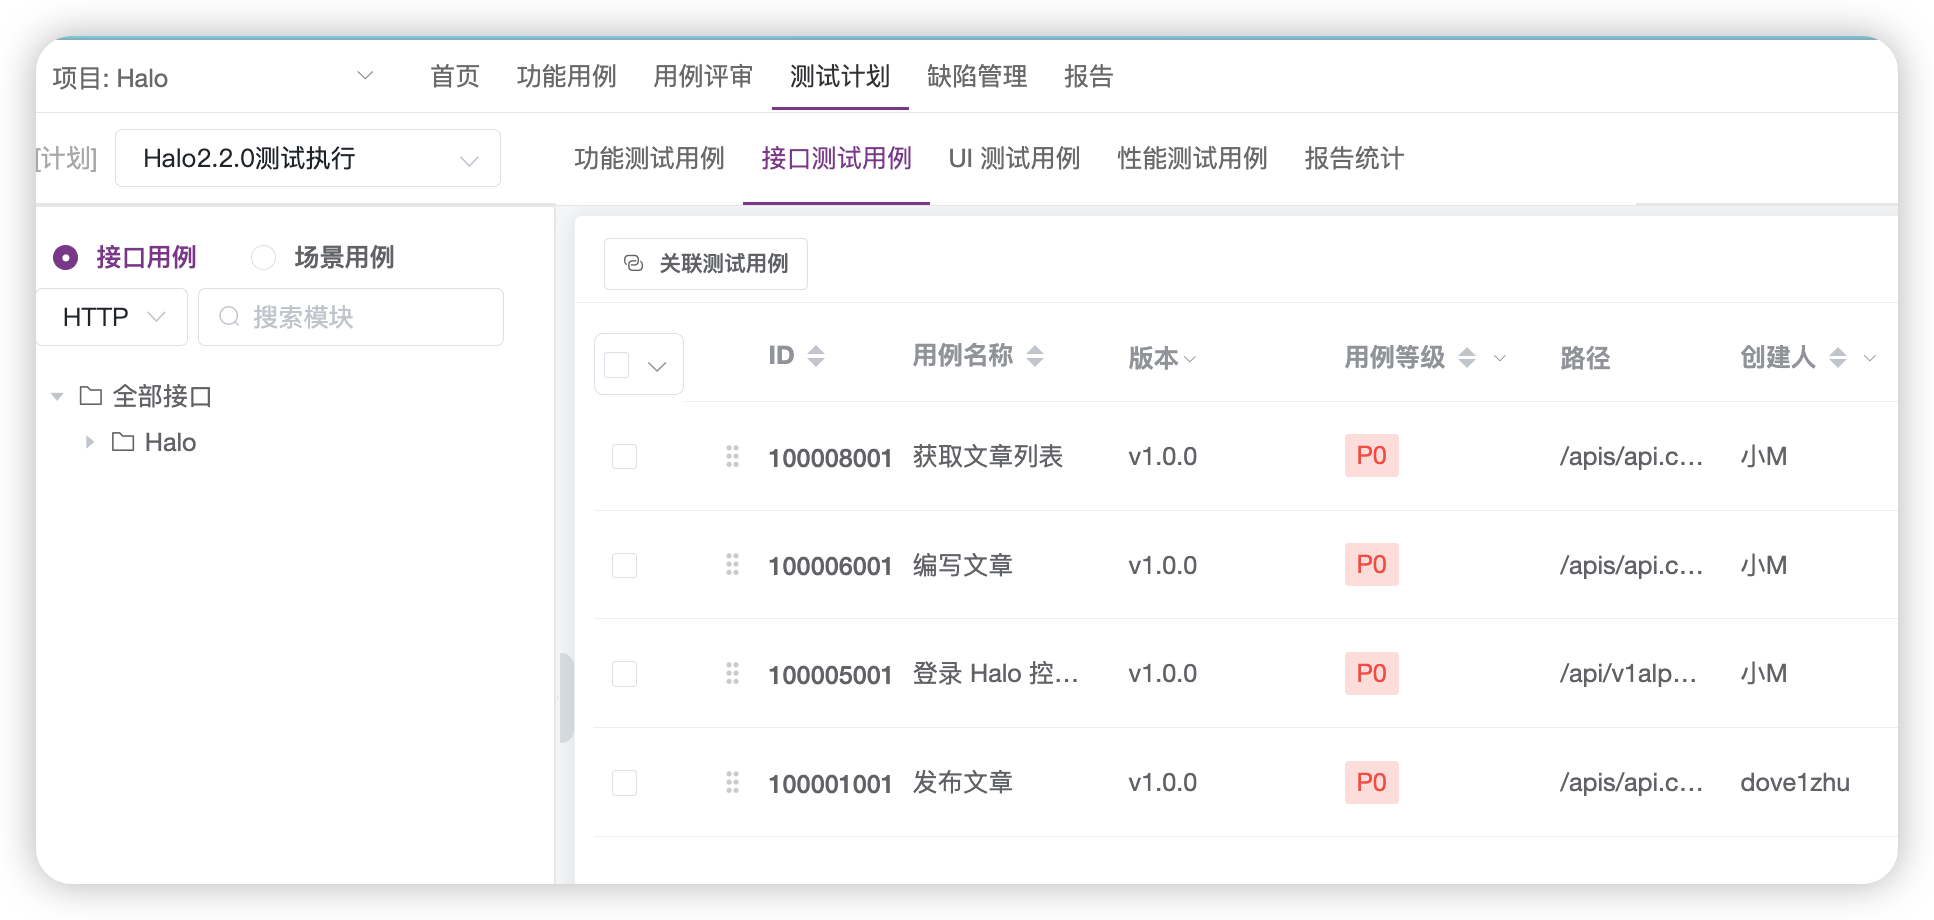 项目: Halo 首页 功能用例 用例评审 测试计划 缺陷管理 报告
[计划] Halo2.2.0测试执行 功能测试用例 接口测试用例 UI 测试用例 性能测试用例 报告统计
接口用例 场景用例
HTTP 搜索模块
全部接口
Halo
关联测试用例
ID 用例名称 版本 用例等级 路径 创建人
100008001 获取文章列表 v1.0.0 P0 /apis/api.c... 小M
100006001 编写文章 v1.0.0 P0 /apis/api.c... 小M
100005001 登录 Halo 控... v1.0.0 P0 /api/v1alp... 小M
100001001 发布文章 v1.0.0 P0 /apis/api.c... dove1zhu